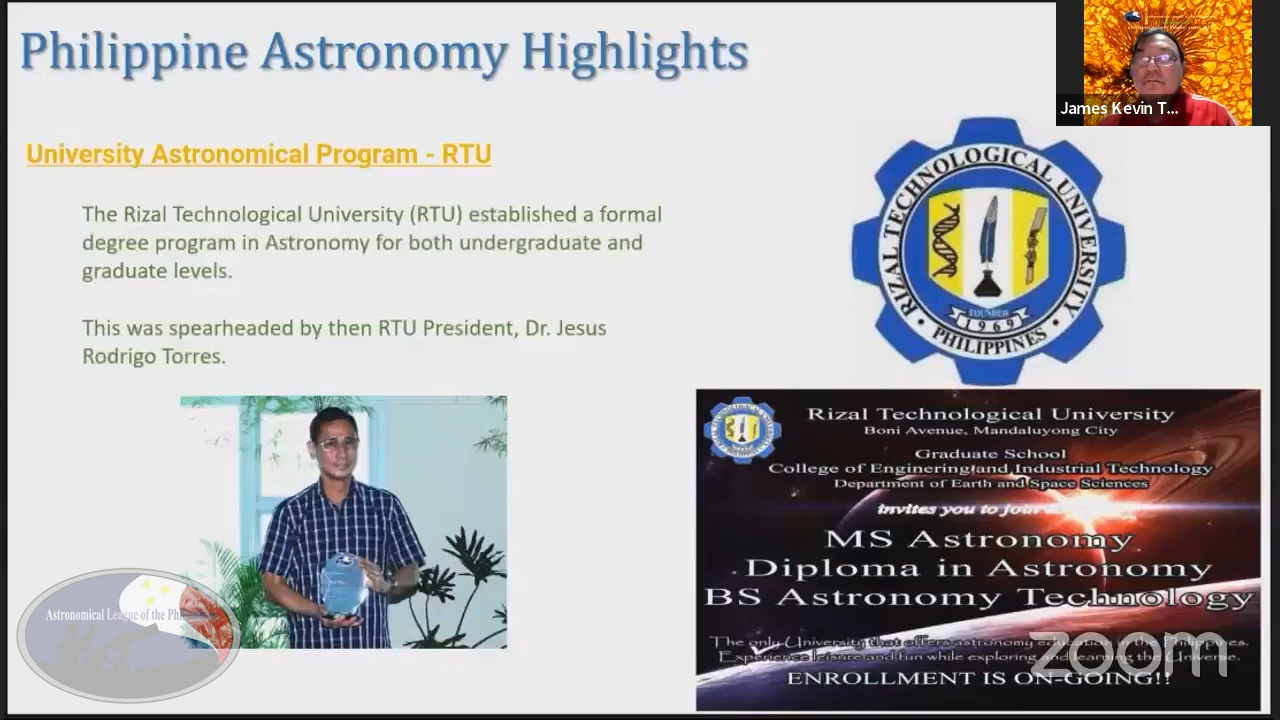 Philippine Astronomy Highlights
James Kevin T...
University Astronomical Program - RTU
The Rizal Technological University (RTU) established a formal
degree program in Astronomy for both undergraduate and
graduate levels.
This was spearheaded by then RTU President, Dr. Jesus
Rodrigo Torres.
RIZAL TECHNOLOGICAL UNIVERSITY
FOUNDED
1969
PHILIPPINES
Rizal Technological University
Boni Avenue, Mandaluyong City
Graduate School
College of Enginering and Industrial Technology
Department of Earth and Space Sciences
invites you to join
MS Astronomy
Diploma in Astronomy
BS Astronomy Technology
The only University that offers astronomy education in the Philippines.
Experience leisure and fun while exploring and learning the Universe.
ENROLLMENT IS ON-GOING!!
Astronomical League of the Philippines
zoom